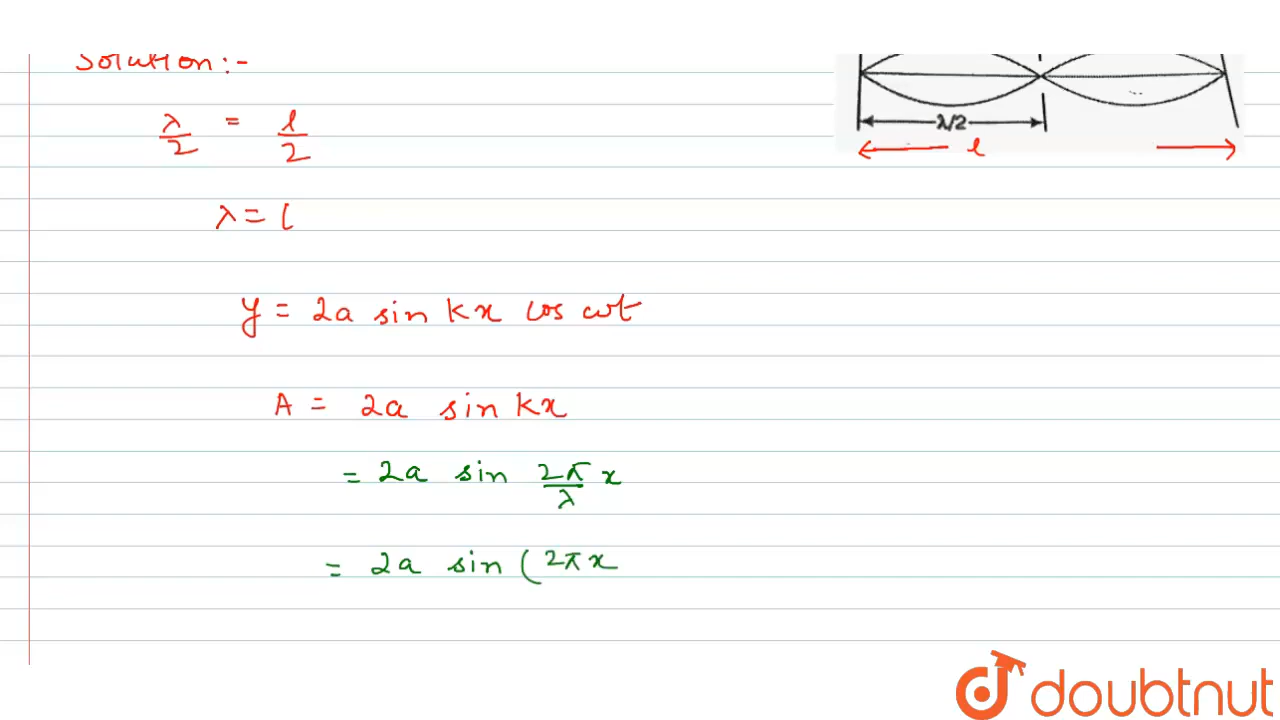 Solution:-
λ/2 = l/2
λ/2
l
λ = l
y = 2a sin kx cos ωt
A = 2a sin kx
= 2a sin 2π/λ x
= 2a sin (2πx
doubtnut